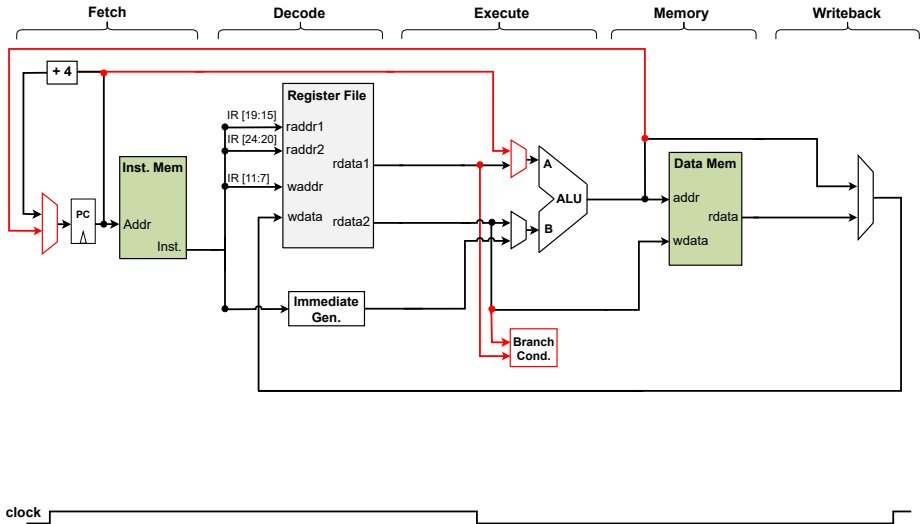 Fetch
Decode
Execute
Memory
Writeback
+ 4
PC
Inst. Mem
Addr
Inst.
IR [19:15]
IR [24:20]
IR [11:7]
Register File
raddr1
raddr2
rdata1
waddr
wdata
rdata2
Immediate
Gen.
A
ALU
B
Branch
Cond.
Data Mem
addr
rdata
wdata
clock